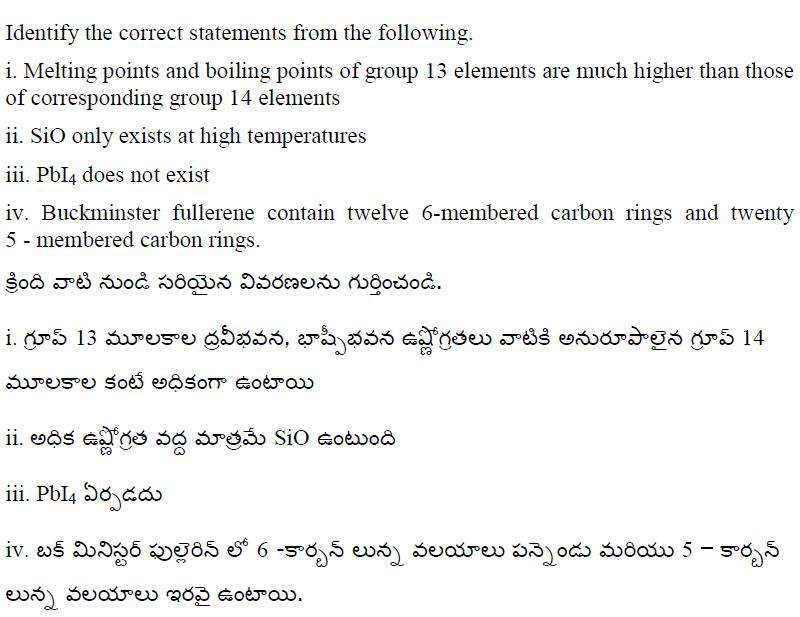 Identify the correct statements from the following.
i. Melting points and boiling points of group 13 elements are much higher than those
of corresponding group 14 elements
ii. SiO only exists at high temperatures
iii. PbI₄ does not exist
iv. Buckminster fullerene contain twelve 6-membered carbon rings and twenty
5 - membered carbon rings.
క్రింది వాటి నుండి సరియైన వివరణలను గుర్తించండి.
i. గ్రూప్ 13 మూలకాల ద్రవీభవన, భాష్పీభవన ఉష్ణోగ్రతలు వాటికి అనురూపాలైన గ్రూప్ 14
మూలకాల కంటే అధికంగా ఉంటాయి
ii. అధిక ఉష్ణోగ్రత వద్ద మాత్రమే SiO ఉంటుంది
iii. PbI₄ ఏర్పడదు
iv. బక్ మినిస్టర్ ఫుల్లెరిన్ లో 6 -కార్బన్ లున్న వలయాలు పన్నెండు మరియు 5 – కార్బన్
లున్న వలయాలు ఇరవై ఉంటాయి.